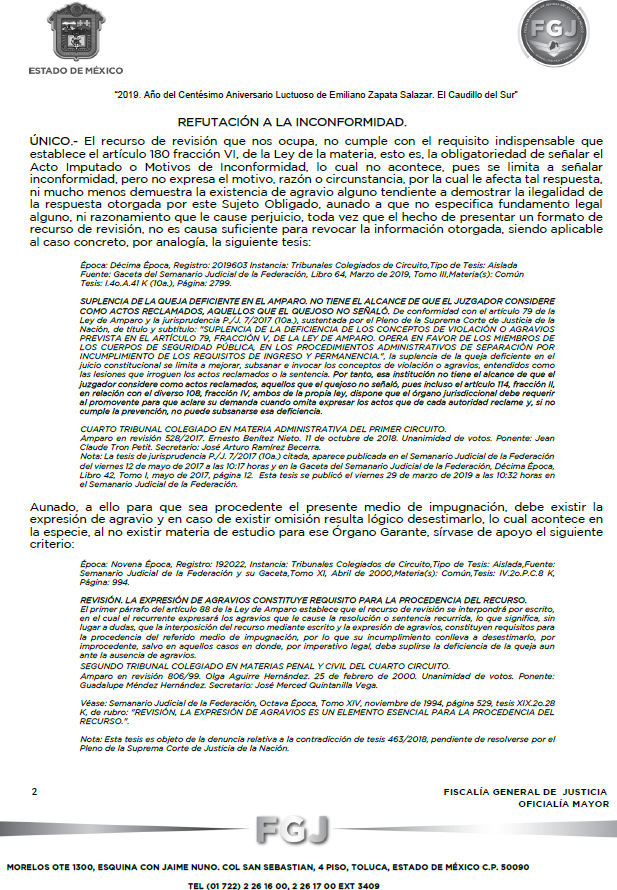 FGJ
ESTADO DE MÉXICO
"2019. Año del Centésimo Aniversario Luctuoso de Emiliano Zapata Salazar. El Caudillo del Sur"
REFUTACIÓN A LA INCONFORMIDAD.
ÚNICO.- El recurso de revisión que nos ocupa, no cumple con el requisito indispensable que
establece el artículo 180 fracción VI, de la Ley de la materia, esto es, la obligatoriedad de señalar el
Acto Imputado o Motivos de Inconformidad, lo cual no acontece, pues se limita a señalar
inconformidad, pero no expresa el motivo, razón o circunstancia, por la cual le afecta tal respuesta,
ni mucho menos demuestra la existencia de agravio alguno tendiente a demostrar la ilegalidad de
la respuesta otorgada por este Sujeto Obligado, aunado a que no especifica fundamento legal
alguno, ni razonamiento que le cause perjuicio, toda vez que el hecho de presentar un formato de
recurso de revisión, no es causa suficiente para revocar la información otorgada, siendo aplicable
al caso concreto, por analogía, la siguiente tesis:
Época: Décima Época, Registro: 2019603 Instancia: Tribunales Colegiados de Circuito,Tipo de Tesis: Aislada
Fuente: Gaceta del Semanario Judicial de la Federación, Libro 64, Marzo de 2019, Tomo III,Materia(s): Común
Tesis: I.4o.A.41 K (10a.), Página: 2799.
SUPLENCIA DE LA QUEJA DEFICIENTE EN EL AMPARO. NO TIENE EL ALCANCE DE QUE EL JUZGADOR CONSIDERE
COMO ACTOS RECLAMADOS, AQUELLOS QUE EL QUEJOSO NO SEÑALÓ. De conformidad con el artículo 79 de la
Ley de Amparo y la jurisprudencia P./J. 7/2017 (10a.), sustentada por el Pleno de la Suprema Corte de Justicia de la
Nación, de título y subtítulo: "SUPLENCIA DE LA DEFICIENCIA DE LOS CONCEPTOS DE VIOLACIÓN O AGRAVIOS
PREVISTA EN EL ARTÍCULO 79, FRACCIÓN V, DE LA LEY DE AMPARO. OPERA EN FAVOR DE LOS MIEMBROS DE
LOS CUERPOS DE SEGURIDAD PÚBLICA, EN LOS PROCEDIMIENTOS ADMINISTRATIVOS DE SEPARACIÓN POR
INCUMPLIMIENTO DE LOS REQUISITOS DE INGRESO Y PERMANENCIA.", la suplencia de la queja deficiente en el
juicio constitucional se limita a mejorar, subsanar e invocar los conceptos de violación o agravios, entendidos como
las lesiones que irroguen los actos reclamados o la sentencia. Por tanto, esa institución no tiene el alcance de que el
juzgador considere como actos reclamados, aquellos que el quejoso no señaló, pues incluso el artículo 114, fracción II,
en relación con el diverso 108, fracción IV, ambos de la propia ley, dispone que el órgano jurisdiccional debe requerir
al promovente para que aclare su demanda cuando omita expresar los actos que de cada autoridad reclame y, si no
cumple la prevención, no puede subsanarse esa deficiencia.
CUARTO TRIBUNAL COLEGIADO EN MATERIA ADMINISTRATIVA DEL PRIMER CIRCUITO.
Amparo en revisión 528/2017. Ernesto Benítez Nieto. 11 de octubre de 2018. Unanimidad de votos. Ponente: Jean
Claude Tron Petit. Secretario: José Arturo Ramírez Becerra.
Nota: La tesis de jurisprudencia P./J. 7/2017 (10a.) citada, aparece publicada en el Semanario Judicial de la Federación
del viernes 12 de mayo de 2017 a las 10:17 horas y en la Gaceta del Semanario Judicial de la Federación, Décima Época,
Libro 42, Tomo I, mayo de 2017, página 12. Esta tesis se publicó el viernes 29 de marzo de 2019 a las 10:32 horas en
el Semanario Judicial de la Federación.
Aunado, a ello para que sea procedente el presente medio de impugnación, debe existir la
expresión de agravio y en caso de existir omisión resulta lógico desestimarlo, lo cual acontece en
la especie, al no existir materia de estudio para ese Órgano Garante, sírvase de apoyo el siguiente
criterio:
Época: Novena Época, Registro: 192022, Instancia: Tribunales Colegiados de Circuito,Tipo de Tesis: Aislada,Fuente:
Semanario Judicial de la Federación y su Gaceta,Tomo XI, Abril de 2000,Materia(s): Común,Tesis: IV.2o.P.C.8 K,
Página: 994.
REVISIÓN. LA EXPRESIÓN DE AGRAVIOS CONSTITUYE REQUISITO PARA LA PROCEDENCIA DEL RECURSO.
El primer párrafo del artículo 88 de la Ley de Amparo establece que el recurso de revisión se interpondrá por escrito,
en el cual el recurrente expresará los agravios que le cause la resolución o sentencia recurrida, lo que significa, sin
lugar a dudas, que la interposición del recurso mediante escrito y la expresión de agravios, constituyen requisitos para
la procedencia del referido medio de impugnación, por lo que su incumplimiento conlleva a desestimarlo, por
improcedente, salvo en aquellos casos en donde, por imperativo legal, deba suplirse la deficiencia de la queja aun
ante la ausencia de agravios.
SEGUNDO TRIBUNAL COLEGIADO EN MATERIAS PENAL Y CIVIL DEL CUARTO CIRCUITO.
Amparo en revisión 806/99. Olga Aguirre Hernández. 25 de febrero de 2000. Unanimidad de votos. Ponente:
Guadalupe Méndez Hernández. Secretario: José Merced Quintanilla Vega.
Véase: Semanario Judicial de la Federación, Octava Época, Tomo XIV, noviembre de 1994, página 529, tesis XIX.2o.28
K, de rubro: "REVISIÓN, LA EXPRESIÓN DE AGRAVIOS ES UN ELEMENTO ESENCIAL PARA LA PROCEDENCIA DEL
RECURSO.".
Nota: Esta tesis es objeto de la denuncia relativa a la contradicción de tesis 463/2018, pendiente de resolverse por el
Pleno de la Suprema Corte de Justicia de la Nación.
2
FISCALÍA GENERAL DE JUSTICIA
OFICIALÍA MAYOR
FGJ
MORELOS OTE 1300, ESQUINA CON JAIME NUNO. COL SAN SEBASTIAN, 4 PISO, TOLUCA, ESTADO DE MÉXICO C.P. 50090
TEL (01 722) 2 26 16 00, 2 26 17 00 EXT 3409